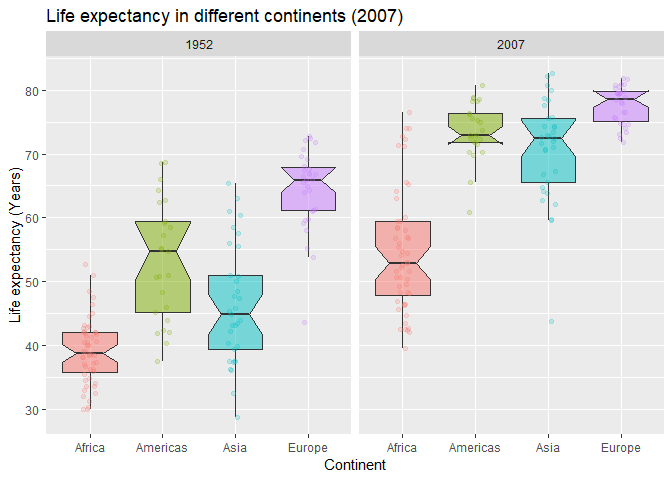 Life expectancy in different continents (2007)
1952
2007
80
70
60
50
40
30
Life expectancy (Years)
Africa Americas Asia Europe
Africa Americas Asia Europe
Continent